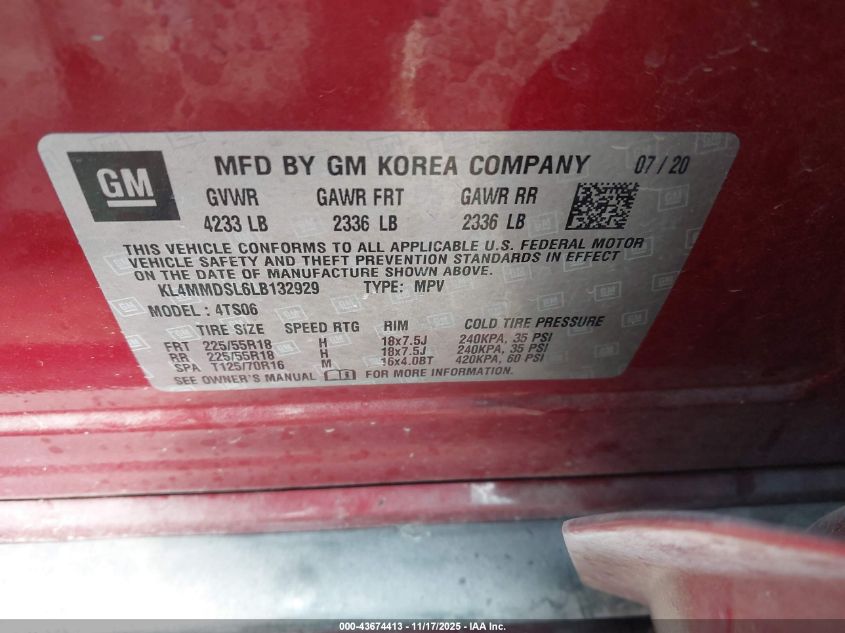 GM
MFD BY GM KOREA COMPANY 07 / 20
GVWR GAWR FRT GAWR RR
4233 LB 2336 LB 2336 LB
THIS VEHICLE CONFORMS TO ALL APPLICABLE U.S. FEDERAL MOTOR
VEHICLE SAFETY AND THEFT PREVENTION STANDARDS IN EFFECT
ON THE DATE OF MANUFACTURE SHOWN ABOVE.
KL4MMDSL6LB132929 TYPE: MPV
MODEL : 4TS06
TIRE SIZE SPEED RTG RIM COLD TIRE PRESSURE
FRT 225/55R18 H 18x7.5J 240KPA, 35 PSI
RR 225/55R18 H 18x7.5J 240KPA, 35 PSI
SPA T125/70R16 M 16x4.0BT 420KPA, 60 PSI
SEE OWNER'S MANUAL FOR MORE INFORMATION
000-43674413 - 11/17/2025 - IAA Inc.